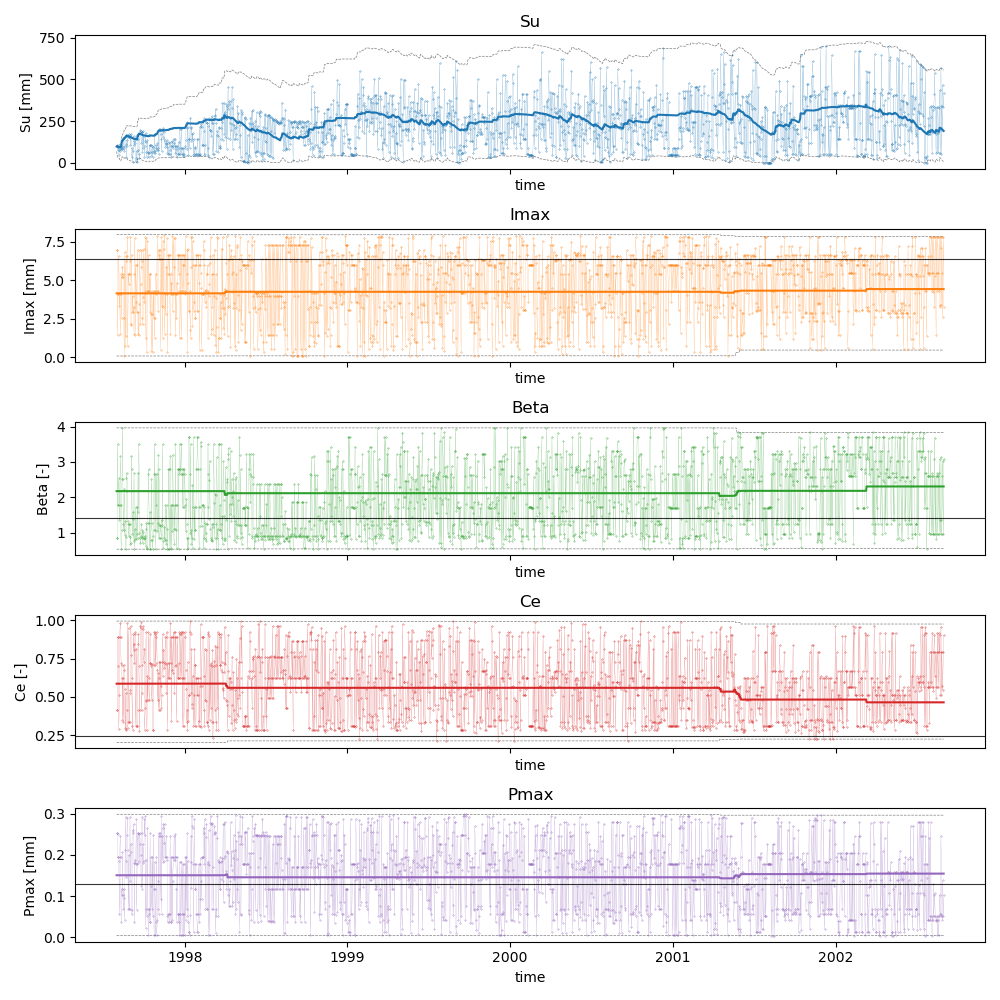 Su
750
500
250
0
Su [mm]
time
Imax
7.5
5.0
2.5
0.0
Imax [mm]
time
Beta
4
3
2
1
Beta [-]
time
Ce
1.00
0.75
0.50
0.25
Ce [-]
time
Pmax
0.3
0.2
0.1
0.0
Pmax [mm]
1998 1999 2000 2001 2002
time